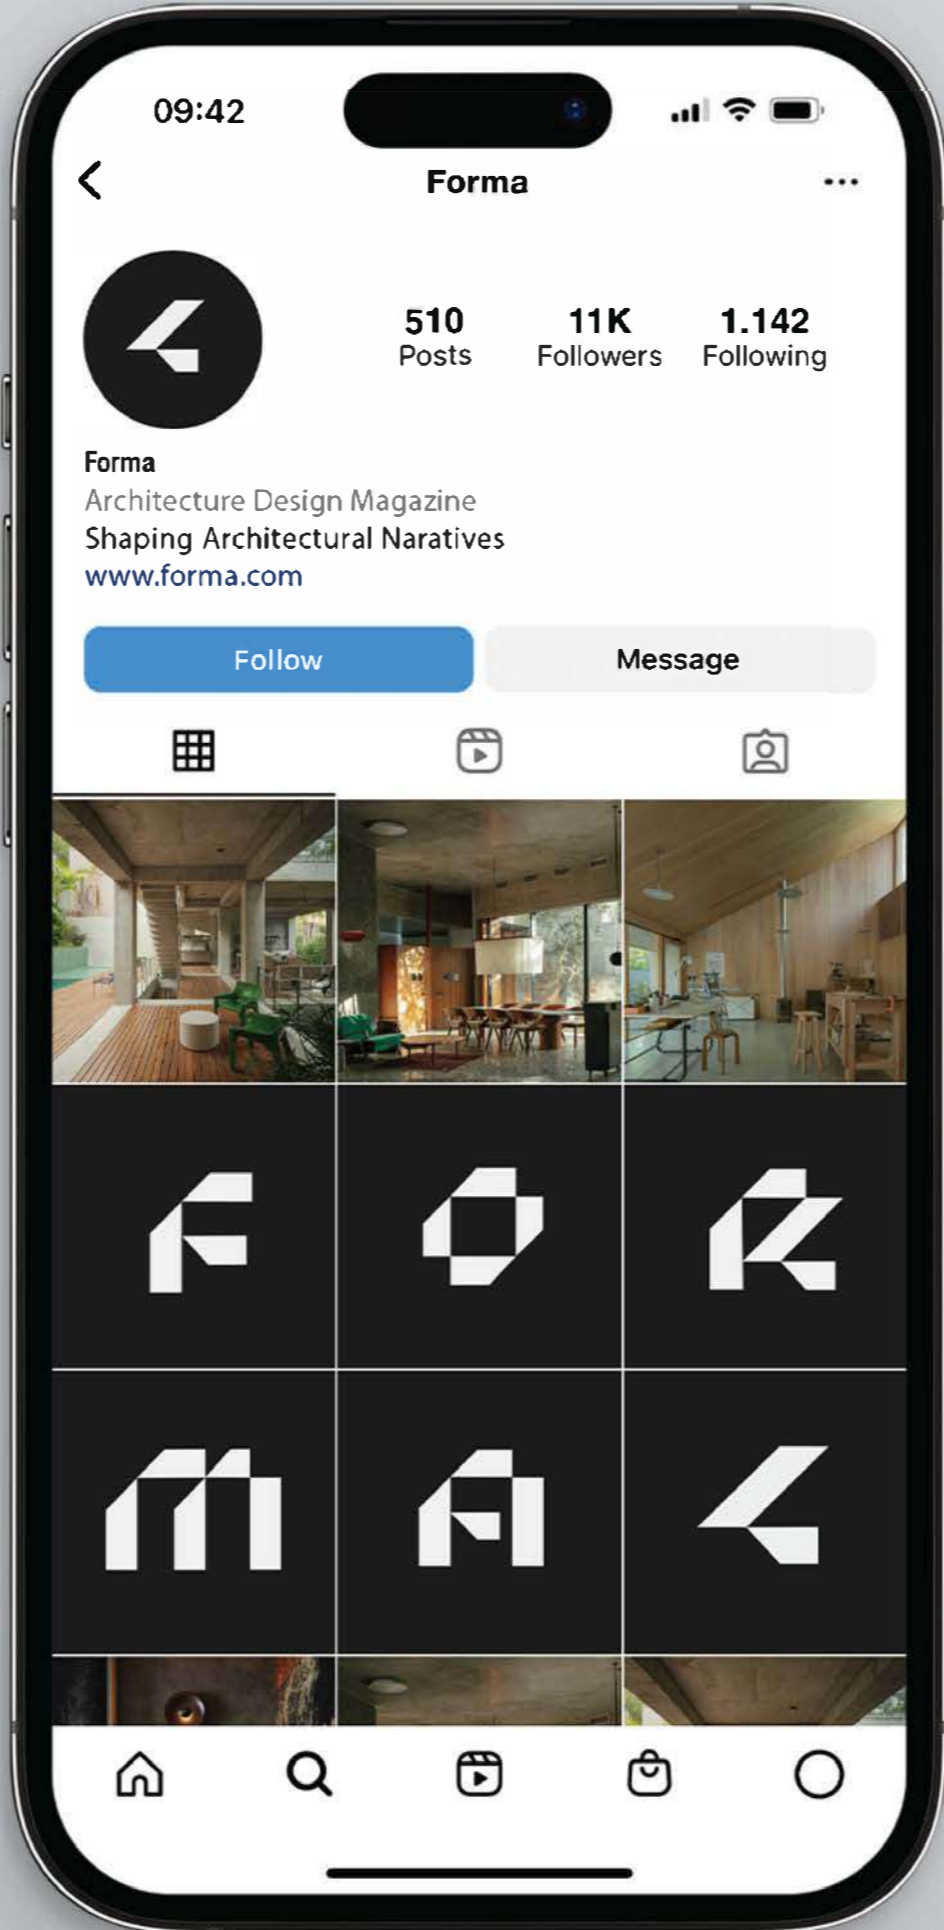 09:42
Forma
510 11K 1.142
Posts Followers Following
Forma
Architecture Design Magazine
Shaping Architectural Naratives
www.forma.com
Follow Message
F O R
M A